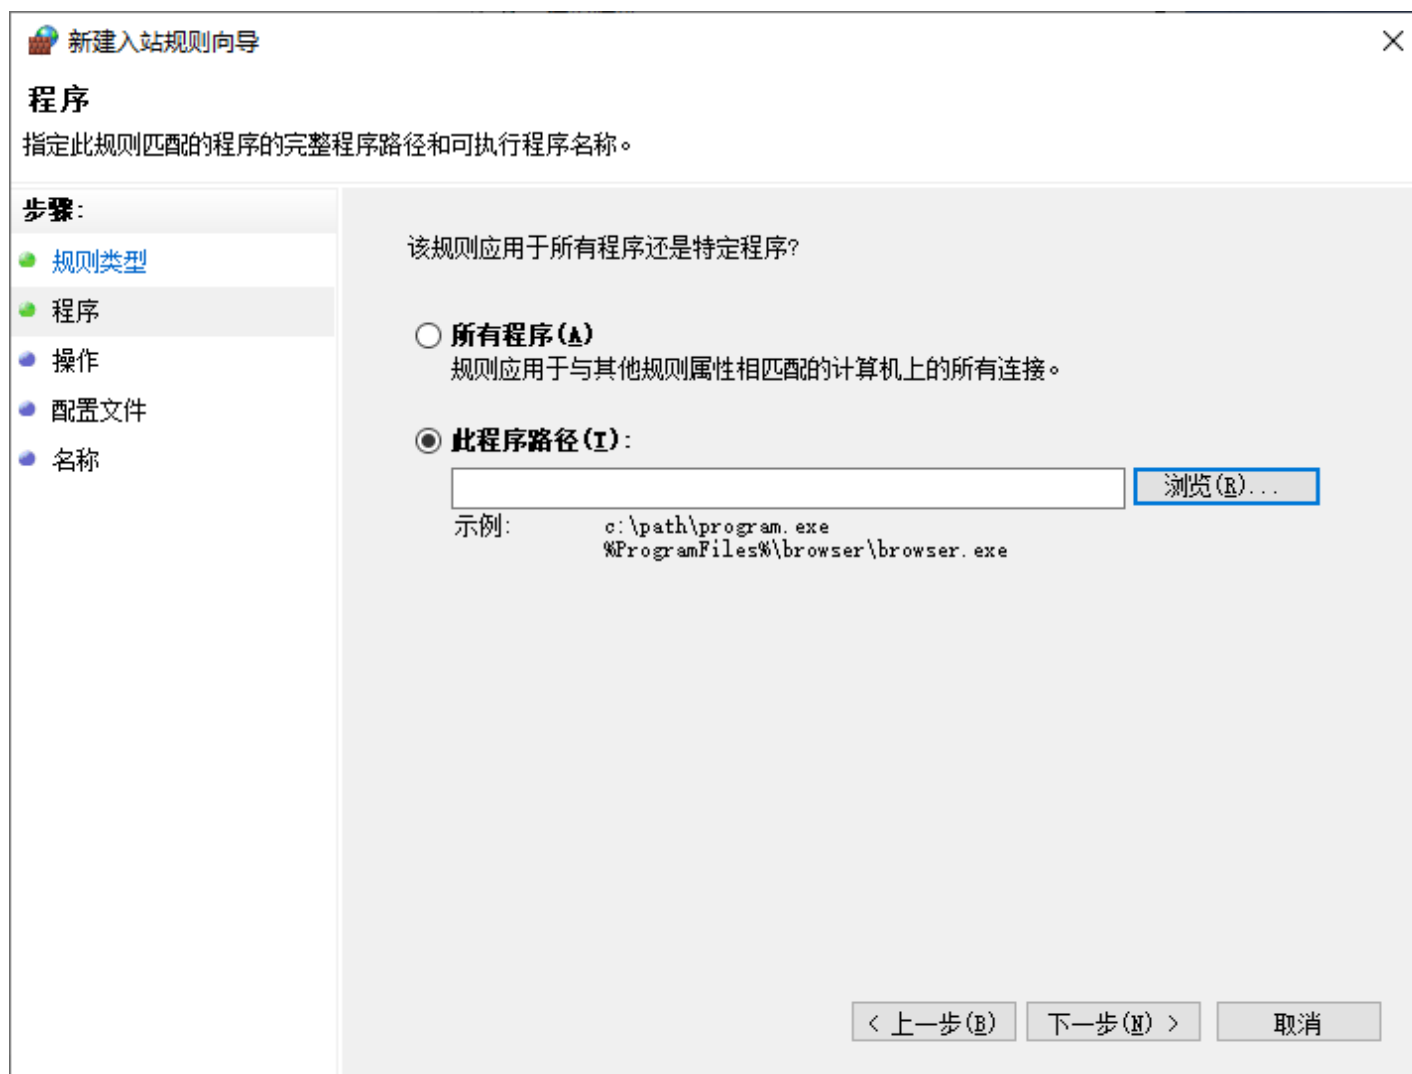 新建入站规则向导
程序
指定此规则匹配的程序的完整程序路径和可执行程序名称。
步骤:
规则类型
程序
操作
配置文件
名称
该规则应用于所有程序还是特定程序?
所有程序(A)
规则应用于与其他规则属性相匹配的计算机上的所有连接。
此程序路径(T):
浏览(R)...
示例: c:\path\program.exe
%ProgramFiles%\browser\browser.exe
< 上一步(B) 下一步(N) > 取消